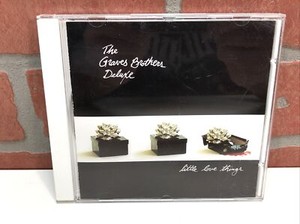 The
Graves Brothers
Deluxe
little love things